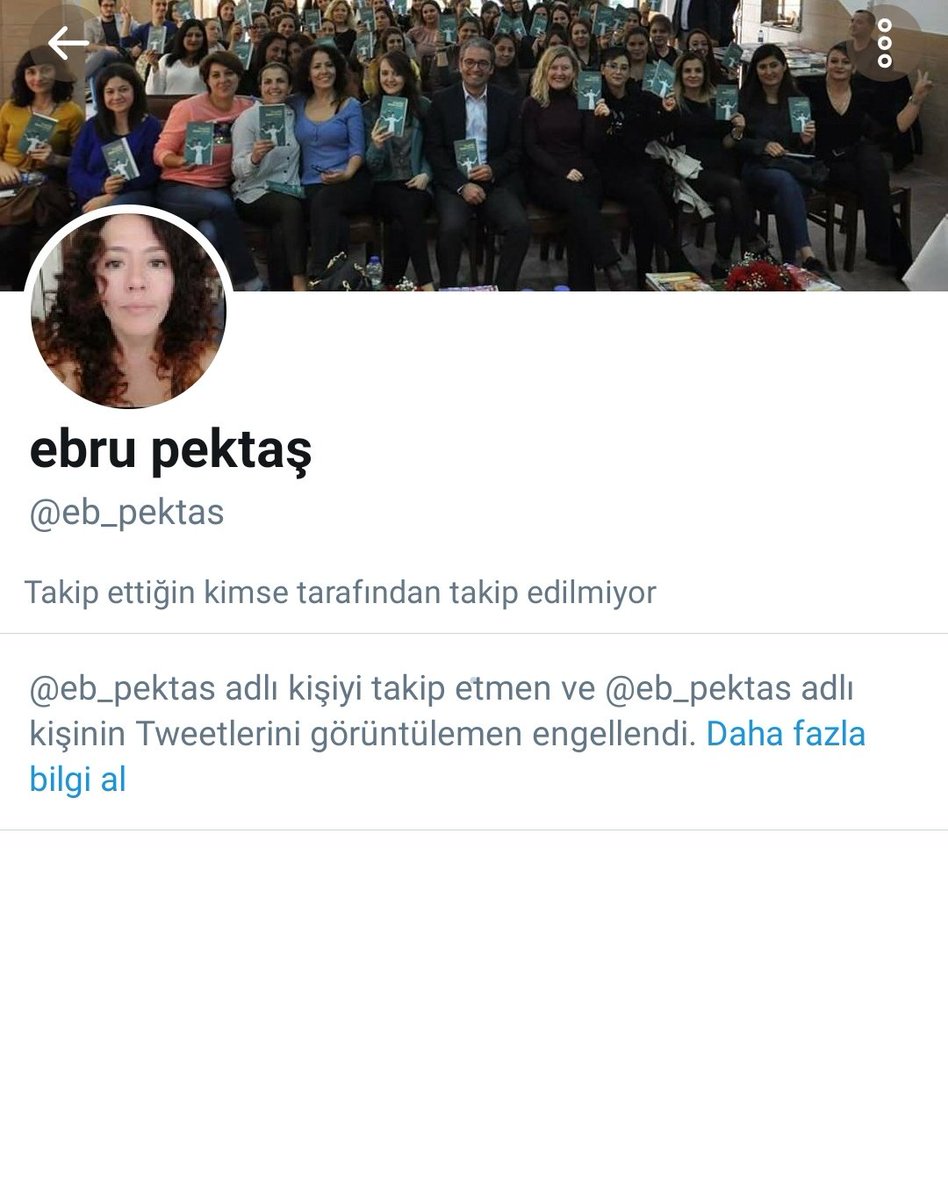 ebru pektaş
@eb_pektas
Takip ettiğin kimse tarafından takip edilmiyor
@eb_pektas adlı kişiyi takip etmen ve @eb_pektas adlı
kişinin Tweetlerini görüntülemen engellendi. Daha fazla
bilgi al